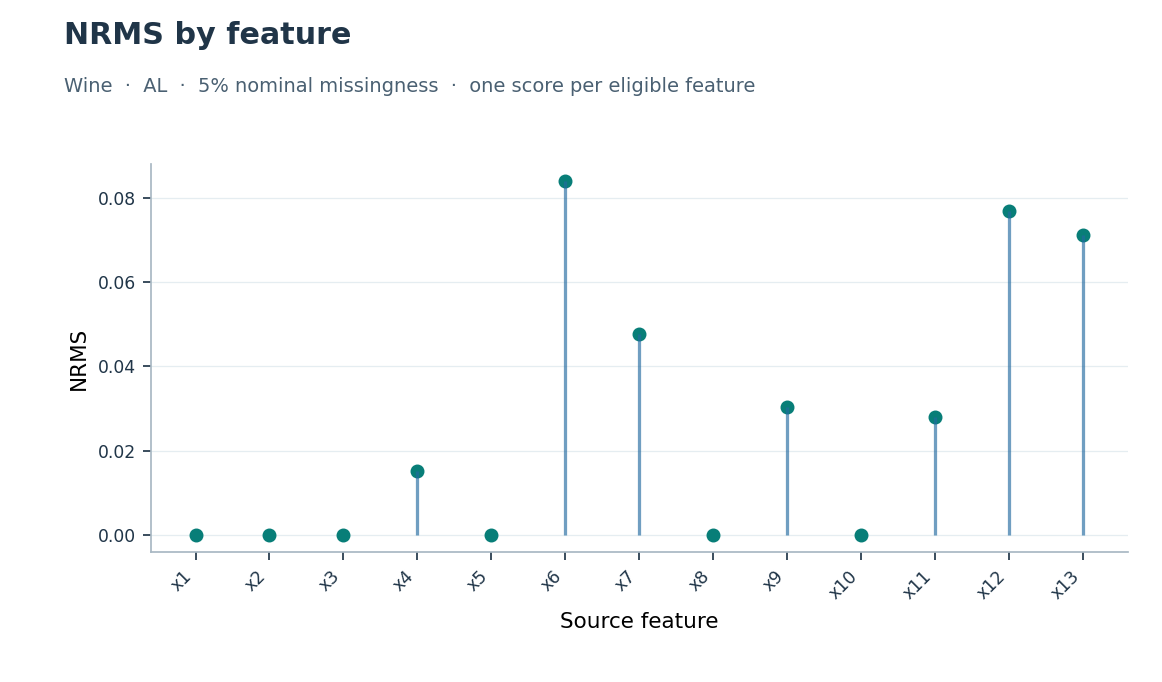 NRMS by feature
Wine · AL · 5% nominal missingness · one score per eligible feature
NRMS
0.08
0.06
0.04
0.02
0.00
x1 x2 x3 x4 x5 x6 x7 x8 x9 x10 x11 x12 x13
Source feature